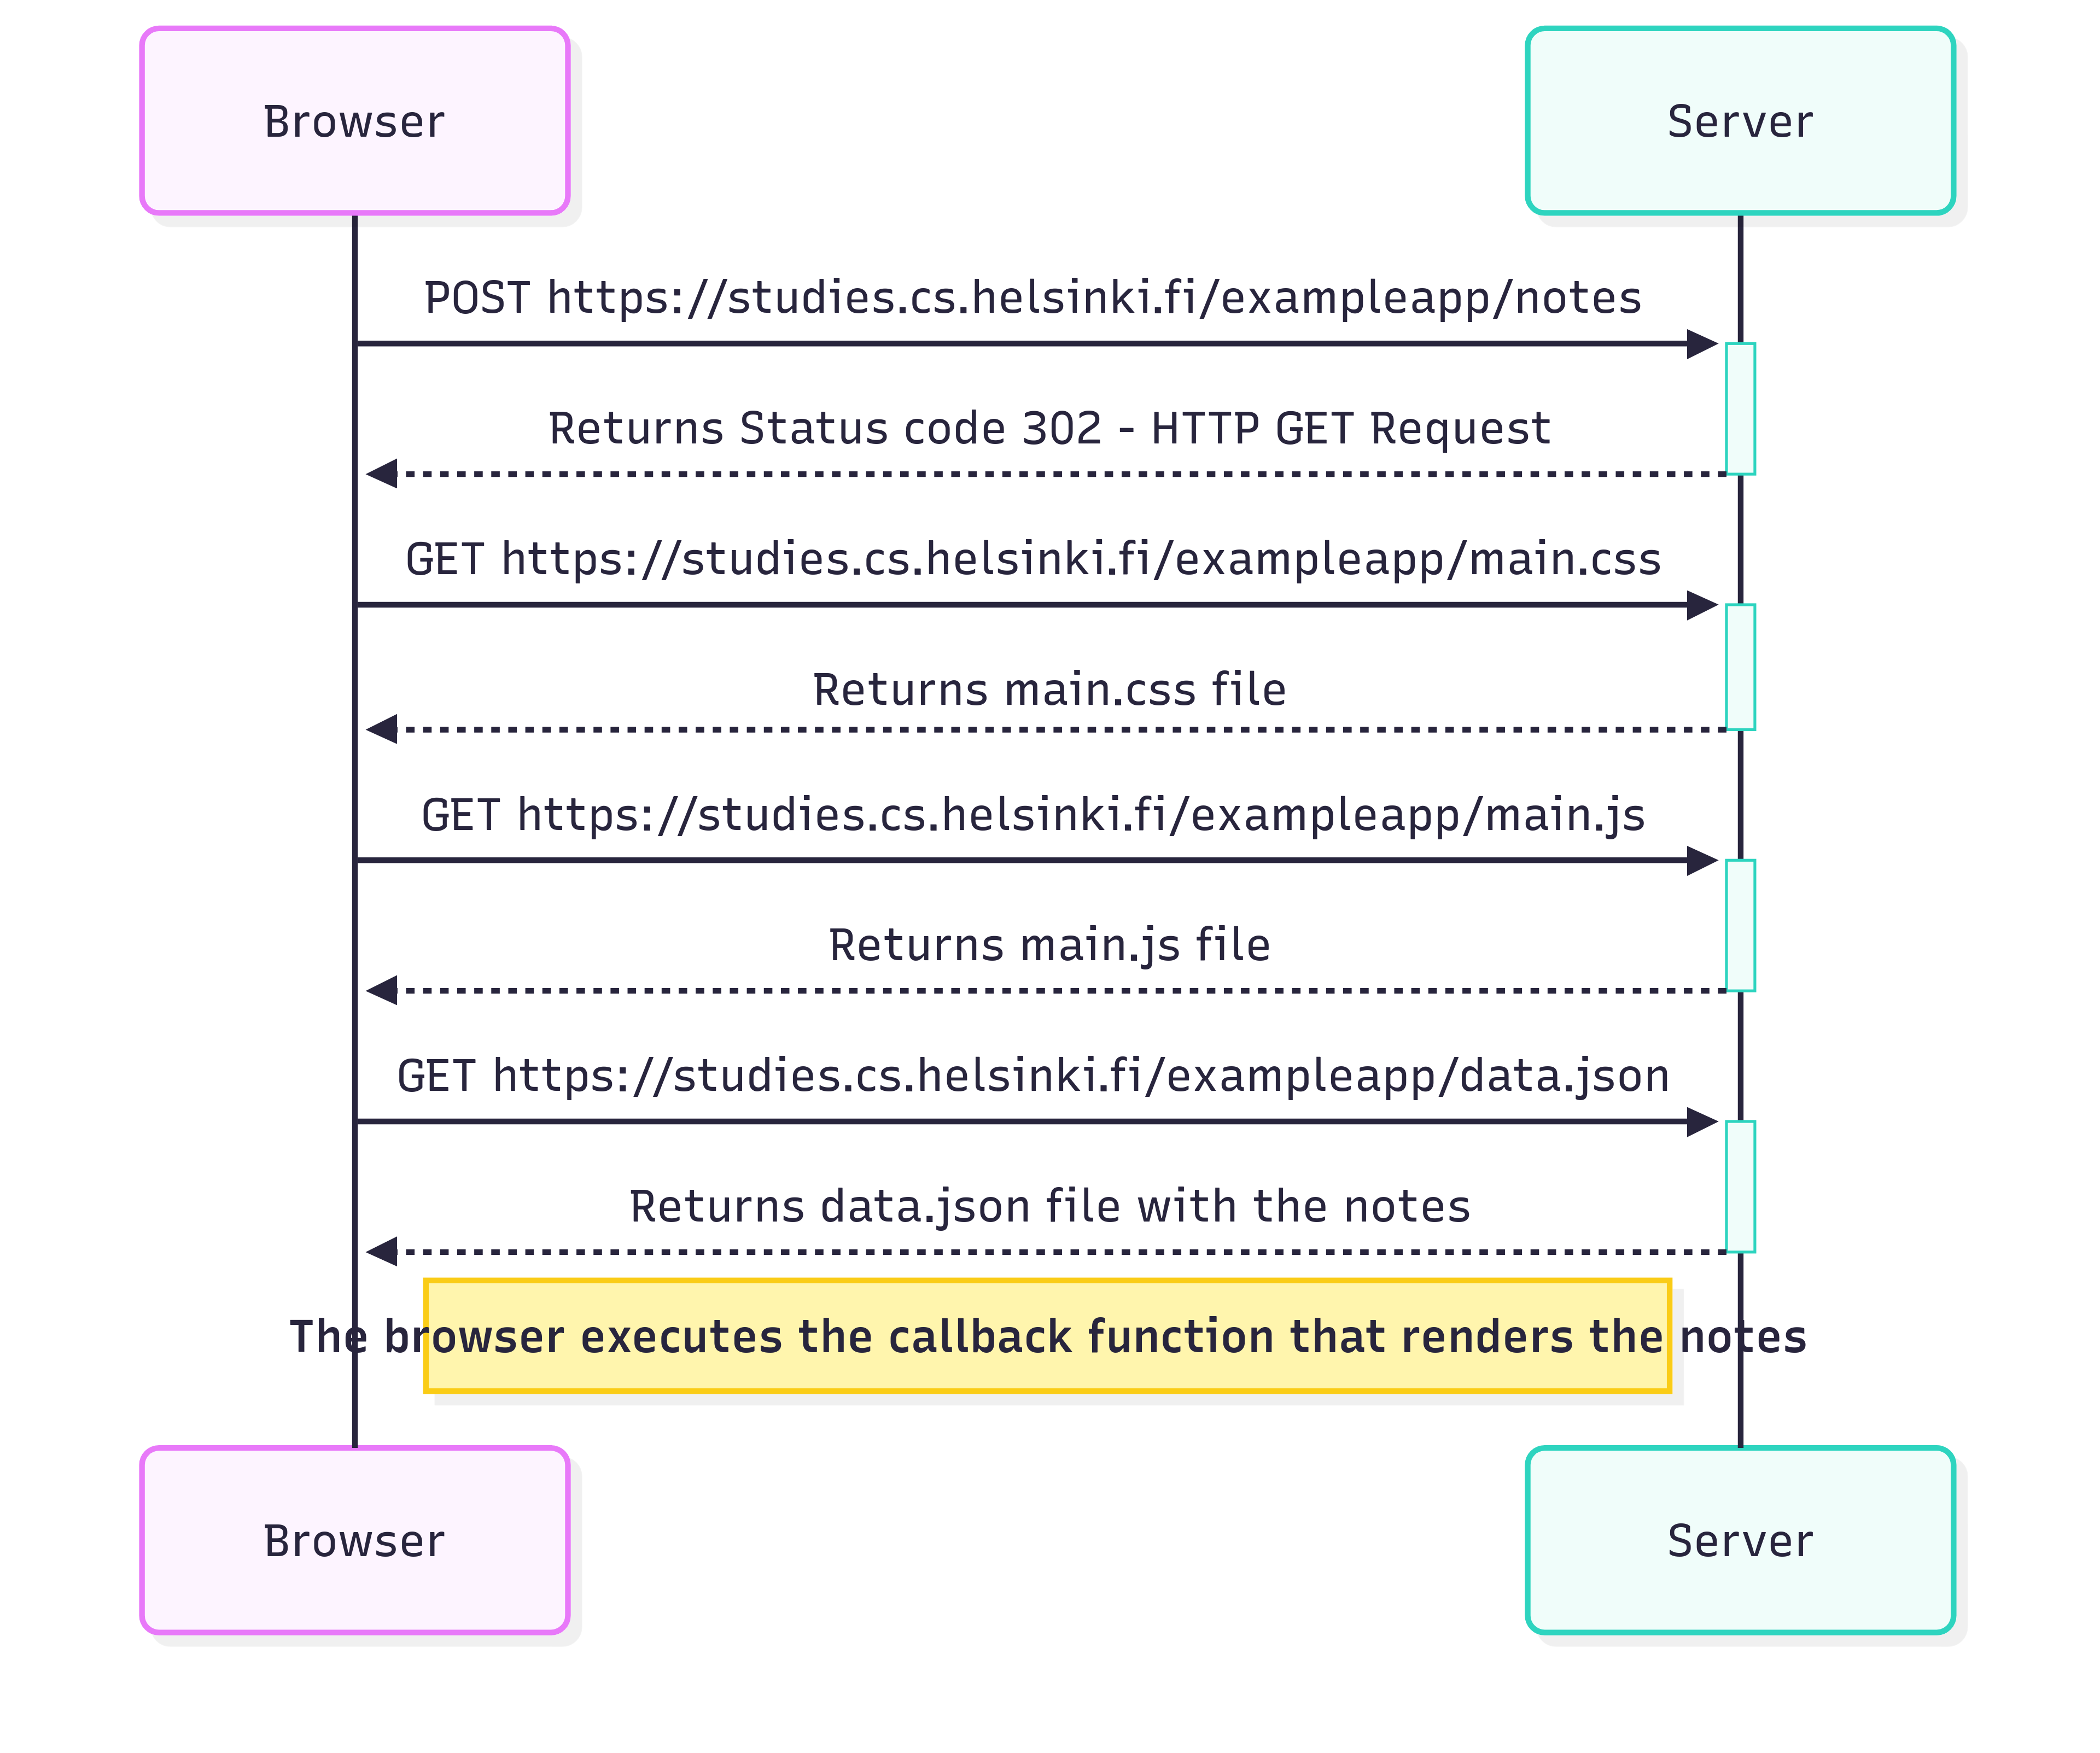 Browser
Server
POST https://studies.cs.helsinki.fi/exampleapp/notes
Returns Status code 302 - HTTP GET Request
GET https://studies.cs.helsinki.fi/exampleapp/main.css
Returns main.css file
GET https://studies.cs.helsinki.fi/exampleapp/main.js
Returns main.js file
GET https://studies.cs.helsinki.fi/exampleapp/data.json
Returns data.json file with the notes
The browser executes the callback function that renders the notes
Browser
Server